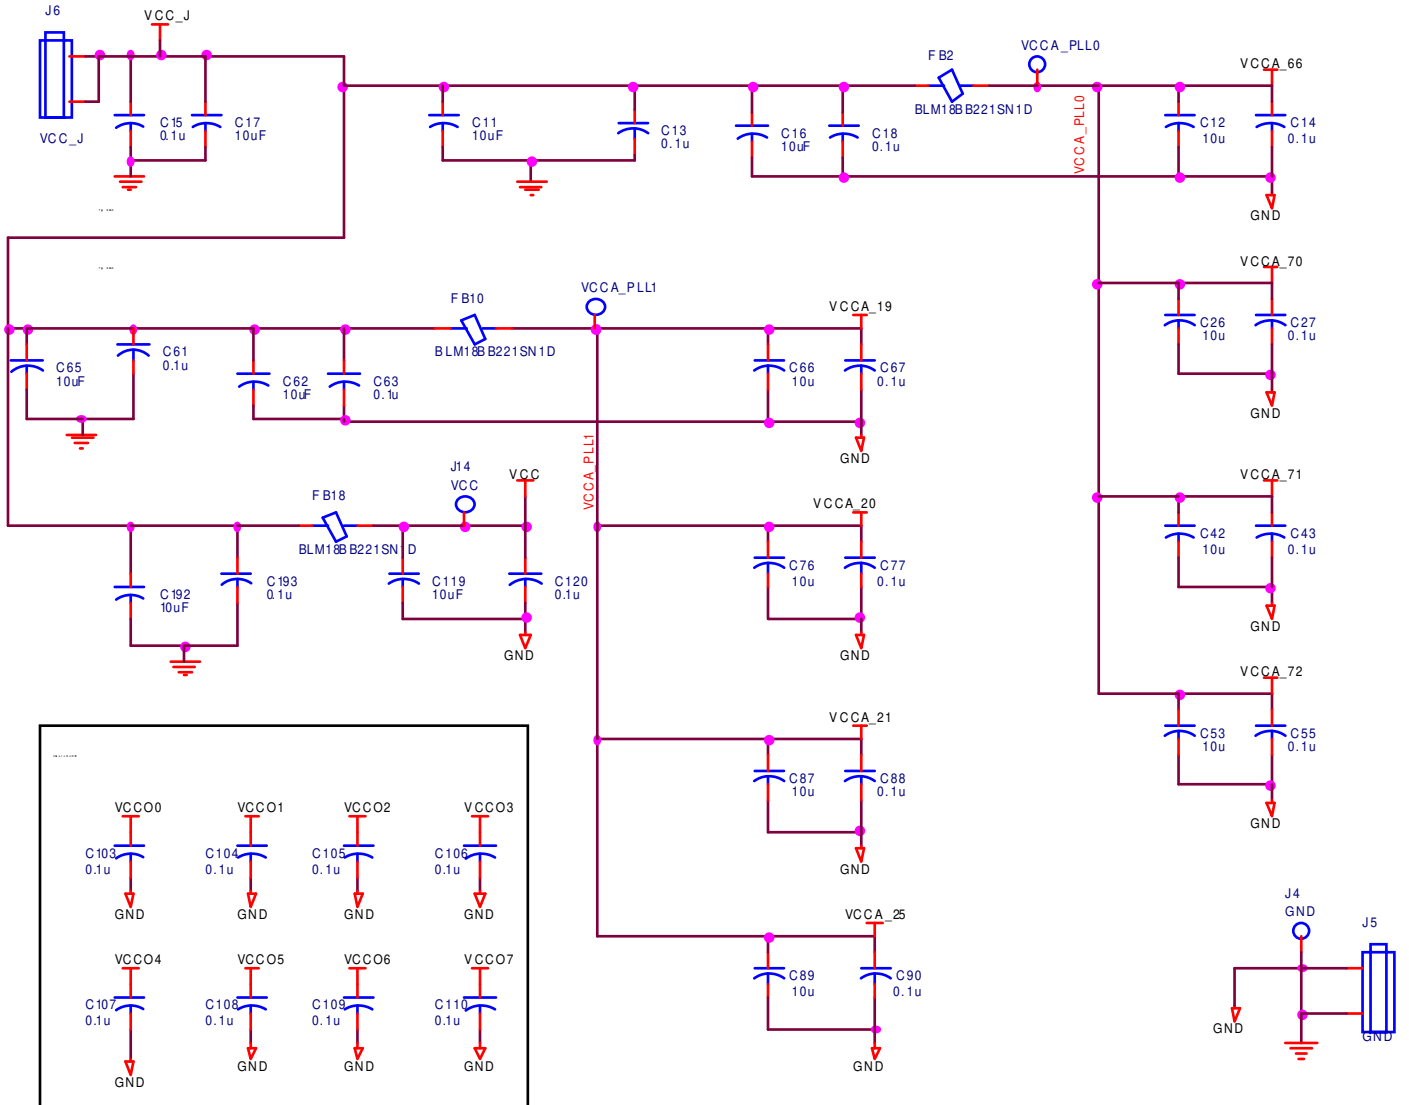 J6
VCC_J
VCC_J
C15
0.1u
C17
10uF
C11
10uF
C13
0.1u
C16
10uF
C18
0.1u
FB2
BLM18BB221SN1D
VCCA_PLL0
VCCA_PLL0
VCCA_66
C12
10u
C14
0.1u
GND
VCCA_70
C26
10u
C27
0.1u
GND
VCCA_71
C42
10u
C43
0.1u
GND
VCCA_72
C53
10u
C55
0.1u
GND
C65
10uF
C61
0.1u
C62
10uF
C63
0.1u
FB10
BLM18BB221SN1D
VCCA_PLL1
VCCA_PLL1
VCCA_19
C66
10u
C67
0.1u
GND
VCCA_20
C76
10u
C77
0.1u
GND
VCCA_21
C87
10u
C88
0.1u
GND
VCCA_25
C89
10u
C90
0.1u
GND
C192
10uF
C193
0.1u
FB18
BLM18BB221SN1D
J14
VCC
VCC
C119
10uF
C120
0.1u
GND
VCCO0
C103
0.1u
GND
VCCO1
C104
0.1u
GND
VCCO2
C105
0.1u
GND
VCCO3
C106
0.1u
GND
VCCO4
C107
0.1u
GND
VCCO5
C108
0.1u
GND
VCCO6
C109
0.1u
GND
VCCO7
C110
0.1u
GND
J4
GND
J5
GND
GND